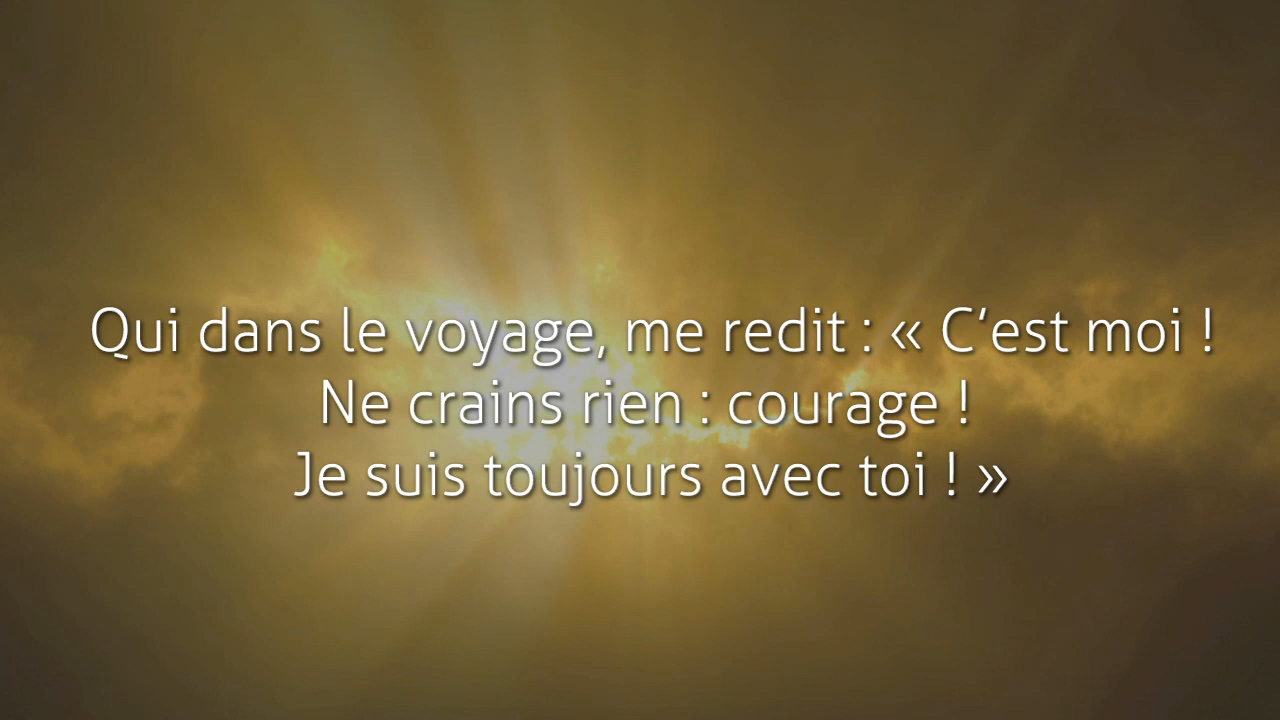 Qui dans le voyage, me redit : « C’est moi !
Ne crains rien : courage !
Je suis toujours avec toi ! »